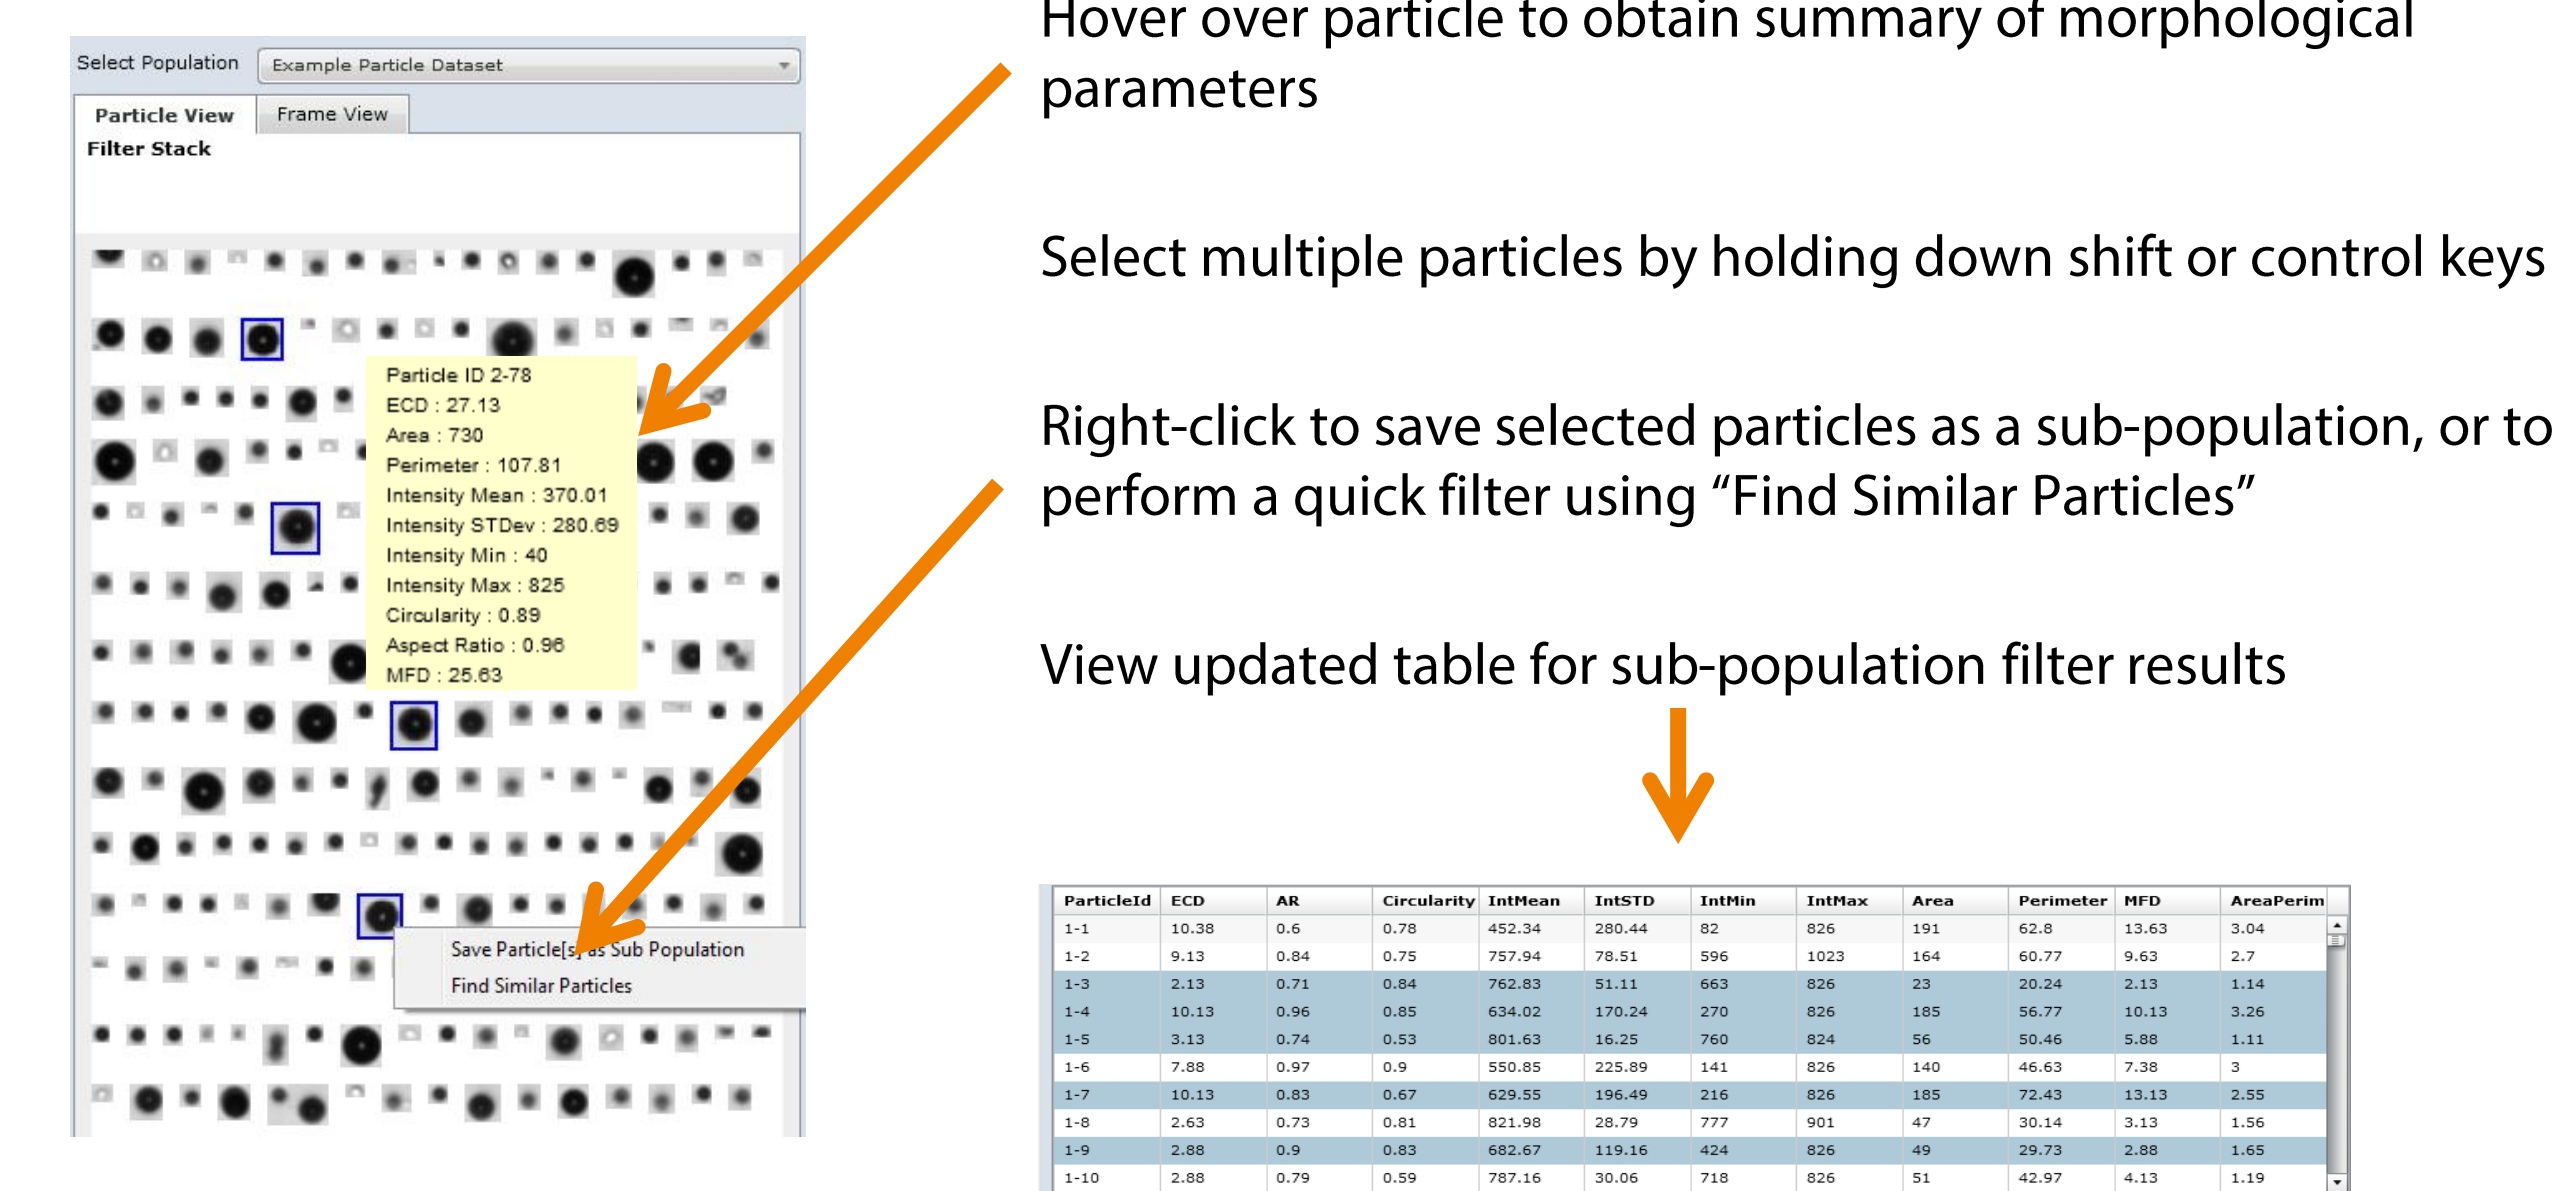 Select Population
Example Particle Dataset
Particle View
Frame View
Filter Stack
Particle ID 2-78
ECD : 27.13
Area : 730
Perimeter : 107.81
Intensity Mean : 370.01
Intensity STDev : 280.69
Intensity Min : 40
Intensity Max : 825
Circularity : 0.89
Aspect Ratio : 0.96
MFD : 25.63
Save Particle[s] as Sub Population
Find Similar Particles
Hover over particle to obtain summary of morphological
parameters
Select multiple particles by holding down shift or control keys
Right-click to save selected particles as a sub-population, or to
perform a quick filter using “Find Similar Particles”
View updated table for sub-population filter results
ParticleId ECD AR Circularity IntMean IntSTD IntMin IntMax Area Perimeter MFD AreaPerim
1-1 10.38 0.6 0.78 452.34 280.44 82 826 191 62.8 13.63 3.04
1-2 9.13 0.84 0.75 757.94 78.51 596 1023 164 60.77 9.63 2.7
1-3 2.13 0.71 0.84 762.83 51.11 663 826 23 20.24 2.13 1.14
1-4 10.13 0.96 0.85 634.02 170.24 270 826 185 56.77 10.13 3.26
1-5 3.13 0.74 0.53 801.63 16.25 760 824 56 50.46 5.88 1.11
1-6 7.88 0.97 0.9 550.85 225.89 141 826 140 46.63 7.38 3
1-7 10.13 0.83 0.67 629.55 196.49 216 826 185 72.43 13.13 2.55
1-8 2.63 0.73 0.81 821.98 28.79 777 901 47 30.14 3.13 1.56
1-9 2.88 0.9 0.83 682.67 119.16 424 826 49 29.73 2.88 1.65
1-10 2.88 0.79 0.59 787.16 30.06 718 826 51 42.97 4.13 1.19